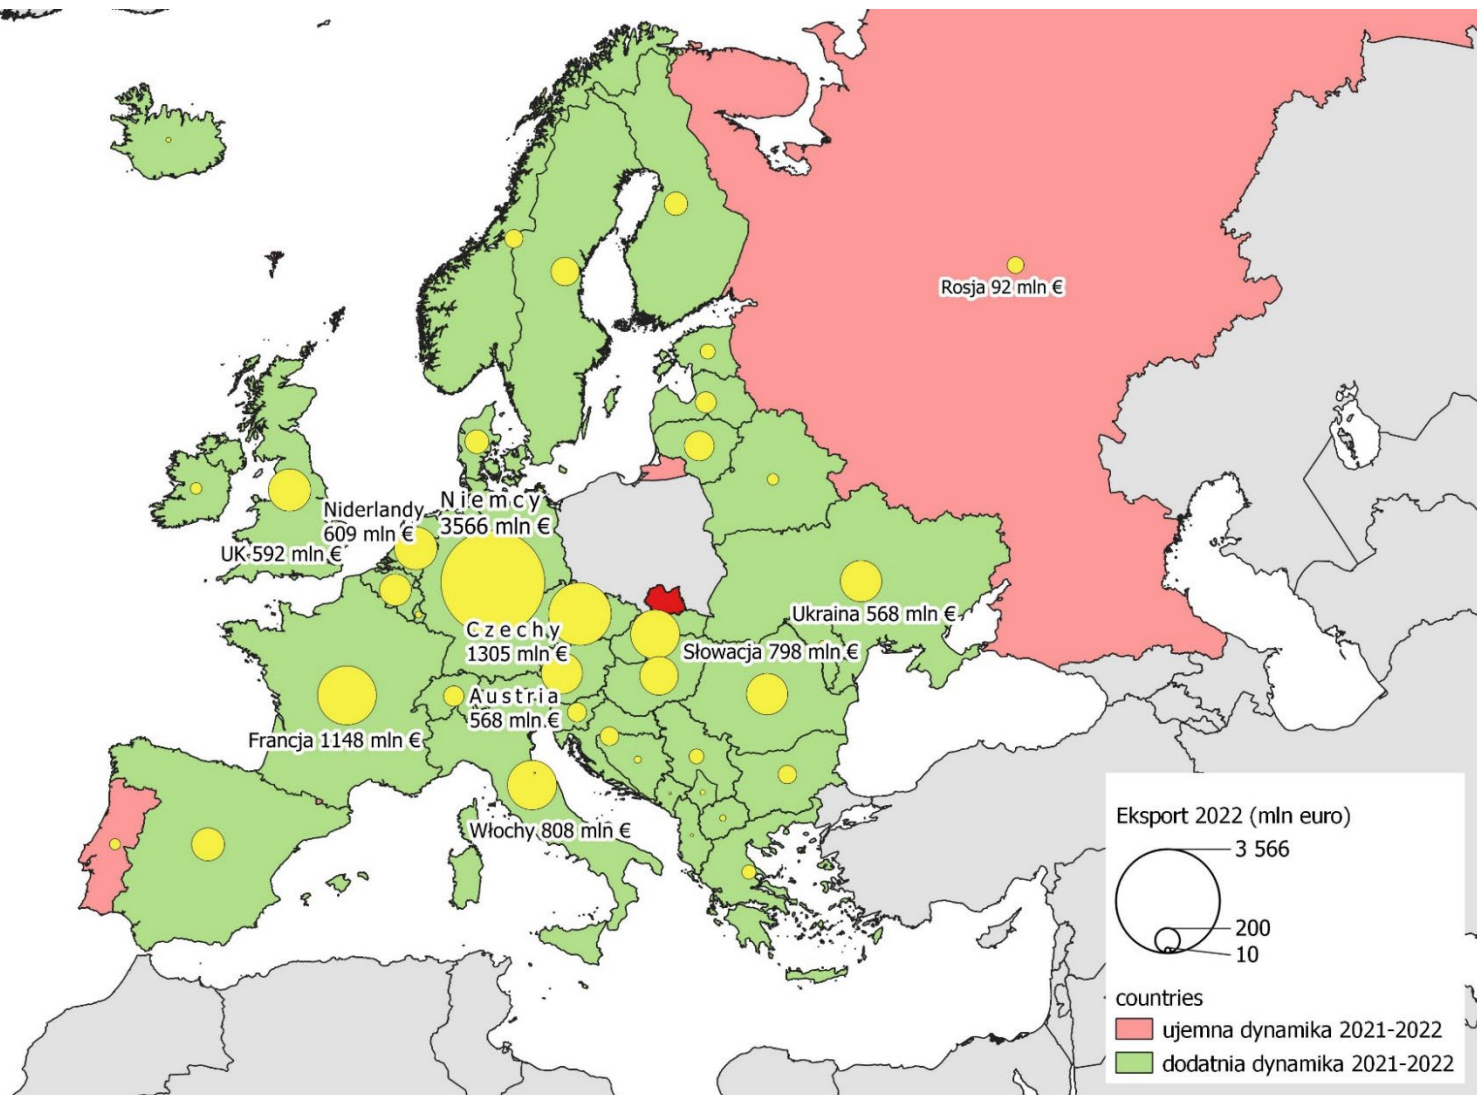 Rosja 92 mln €
Niemcy
3566 mln €
Niderlandy
609 mln €
UK 592 mln €
Ukraina 568 mln €
Czechy
1305 mln €
Słowacja 798 mln €
Austria
568 mln €
Francja 1148 mln €
Włochy 808 mln €
Eksport 2022 (mln euro)
3 566
200
10
countries
ujemna dynamika 2021-2022
dodatnia dynamika 2021-2022